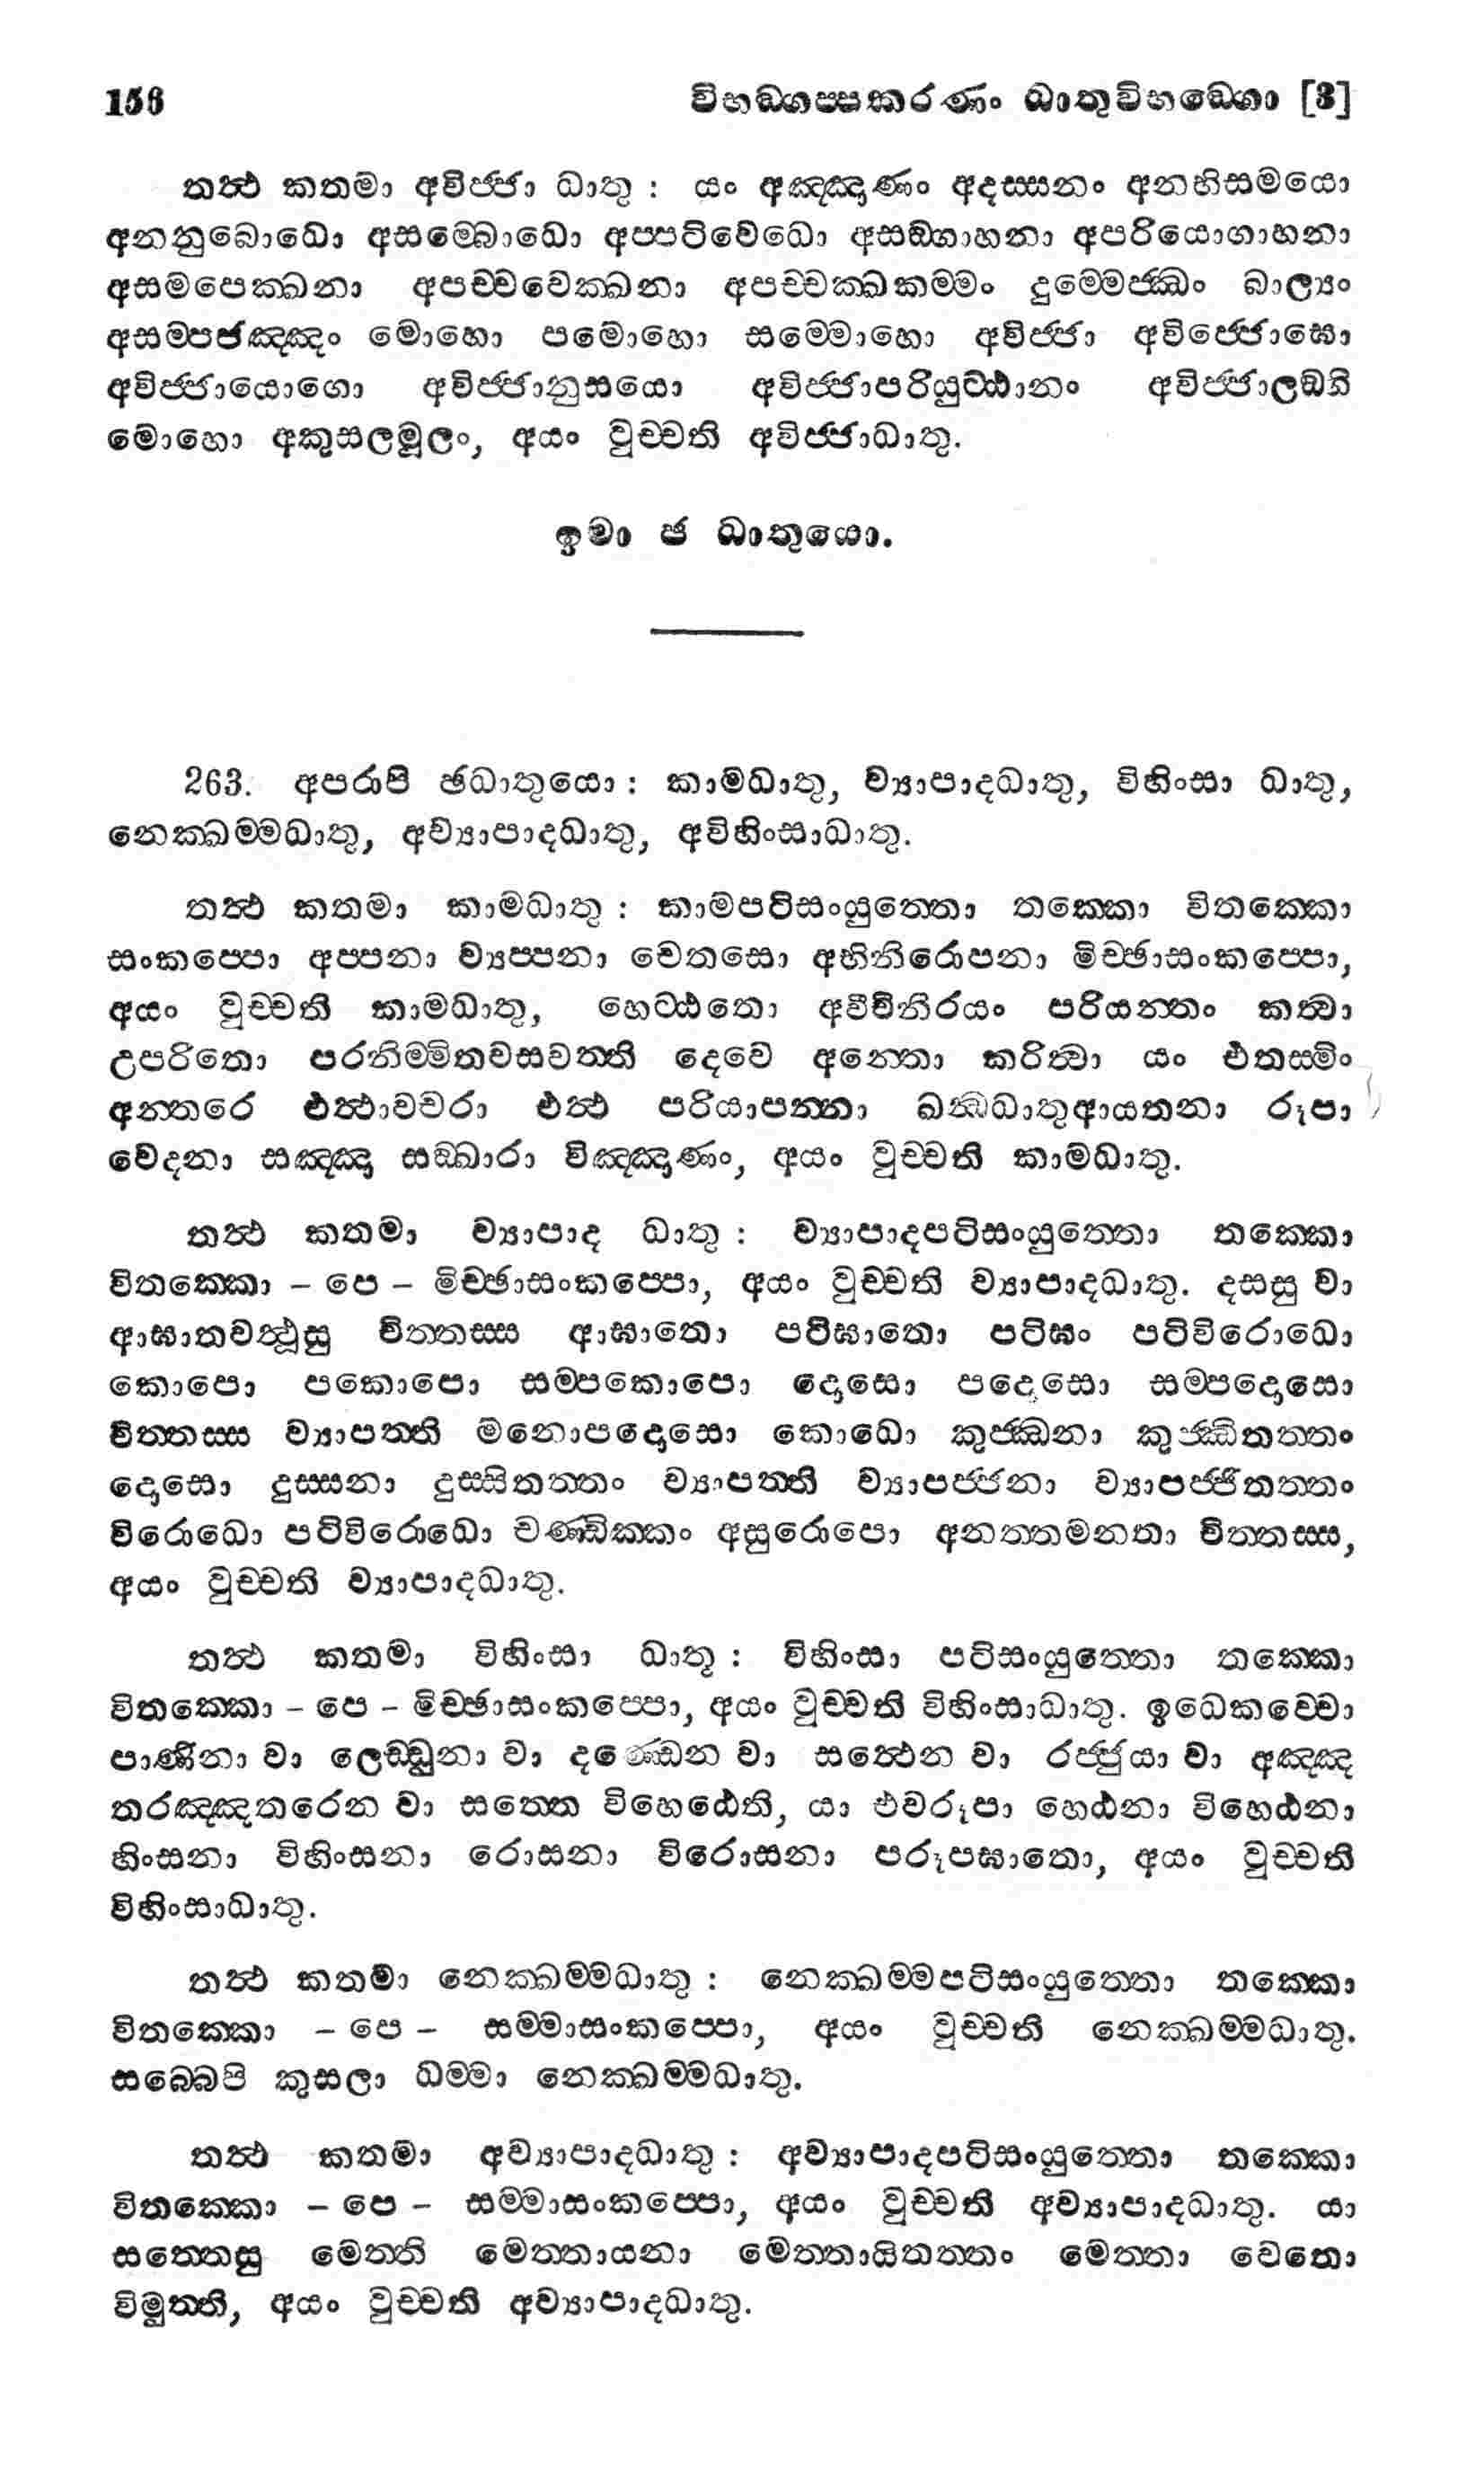 156 විභඞ්ගප්පකරණං ධාතුවිභඞ්ගො [3]
තත්ථ කතමා අවිජ්ජා ධාතු : යං අඤ්ඤාණං අදස්සනං අනභිසමයො
අනනුබොධො අසම්බොධො අප්පටිවේධො අසඞ්ගාහනා අපරියොගාහනා
අසමපෙක්ඛනා අපච්චවෙක්ඛනා අපච්චක්ඛකම්මං දුම්මෙජ්ඣං බාල්‍යං
අසම්පජඤ්ඤං මොහො පමොහො සම්මොහො අවිජ්ජා අවිජ්ජොඝො
අවිජ්ජායොගො අවිජ්ජානුසයො අවිජ්ජාපරියුට්ඨානං අවිජ්ජාලඞ්ගි
මොහො අකුසලමූලං, අයං වුච්චති අවිජ්ජාධාතු.
ඉමා ඡ ධාතුයො.
263. අපරාපි ඡධාතුයො : කාමධාතු, ව්‍යාපාදධාතු, විහිංසා ධාතු,
නෙක්ඛම්මධාතු, අව්‍යාපාදධාතු, අවිහිංසාධාතු.
තත්ථ කතමා කාමධාතු : කාමපටිසංයුත්තො තක්කො විතක්කො
සංකප්පො අප්පනා ව්‍යප්පනා චෙතසො අභිනිරොපනා මිච්ඡාසංකප්පො,
අයං වුච්චති කාමධාතු, හෙට්ඨතො අවීචිනිරයං පරියන්තං කත්‍වා
උපරිතො පරනිම්මිතවසවත්ති දෙවෙ අන්තො කරිත්‍වා යං එතස්මිං
අන්තරෙ එත්ථාවචරා එත්ථ පරියාපන්නා ඛන්ධධාතුආයතනා රූපා
වේදනා සඤ්ඤා සඞ්ඛාරා විඤ්ඤාණං, අයං වුච්චති කාමධාතු.
තත්ථ කතමා ව්‍යාපාද ධාතු : ව්‍යාපාදපටිසංයුත්තො තක්කො
විතක්කො – පෙ – මිච්ඡාසංකප්පො, අයං වුච්චති ව්‍යාපාදධාතු. දසසු වා
ආඝාතවත්ථූසු චිත්තස්ස ආඝාතො පටිඝාතො පටිඝං පටිවිරොධො
කොපො පකොපො සම්පකොපො දොසො පදොසො සම්පදොසො
චිත්තස්ස ව්‍යාපත්ති මනොපදොසො කොධො කුජ්ඣනා කුජ්ඣිතත්තං
දොසො දුස්සනා දුස්සිතත්තං ව්‍යාපත්ති ව්‍යාපජ්ජනා ව්‍යාපජ්ජිතත්තං
විරොධො පටිවිරොධො චණ්ඩික්කං අසුරොපො අනත්තමනතා චිත්තස්ස,
අයං වුච්චති ව්‍යාපාදධාතු.
තත්ථ කතමා විහිංසා ධාතු : විහිංසා පටිසංයුත්තො තක්කො
විතක්කො – පෙ – මිච්ඡාසංකප්පො, අයං වුච්චති විහිංසාධාතු. ඉධෙකච්චො
පාණිනා වා ලෙඩ්ඩුනා වා දණ්ඩෙන වා සත්ථෙන වා රජ්ජුයා වා අඤ්ඤ
තරඤ්ඤතරෙන වා සත්තෙ විහෙඨෙති, යා එවරූපා හෙඨනා විහෙඨනා
හිංසනා විහිංසනා රොසනා විරොසනා පරූපඝාතො, අයං වුච්චති
විහිංසාධාතු.
තත්ථ කතමා නෙක්ඛම්මධාතු : නෙක්ඛම්මපටිසංයුත්තො තක්කො
විතක්කො – පෙ – සම්මාසංකප්පො, අයං වුච්චති නෙක්ඛම්මධාතු.
සබ්බෙපි කුසලා ධම්මා නෙක්ඛම්මධාතු.
තත්ථ කතමා අව්‍යාපාදධාතු : අව්‍යාපාදපටිසංයුත්තො තක්කො
විතක්කො – පෙ – සම්මාසංකප්පො, අයං වුච්චති අව්‍යාපාදධාතු. යා
සත්තෙසු මෙත්ති මෙත්තායනා මෙත්තායිතත්තං මෙත්තා චෙතො
විමුත්ති, අයං වුච්චති අව්‍යාපාදධාතු.